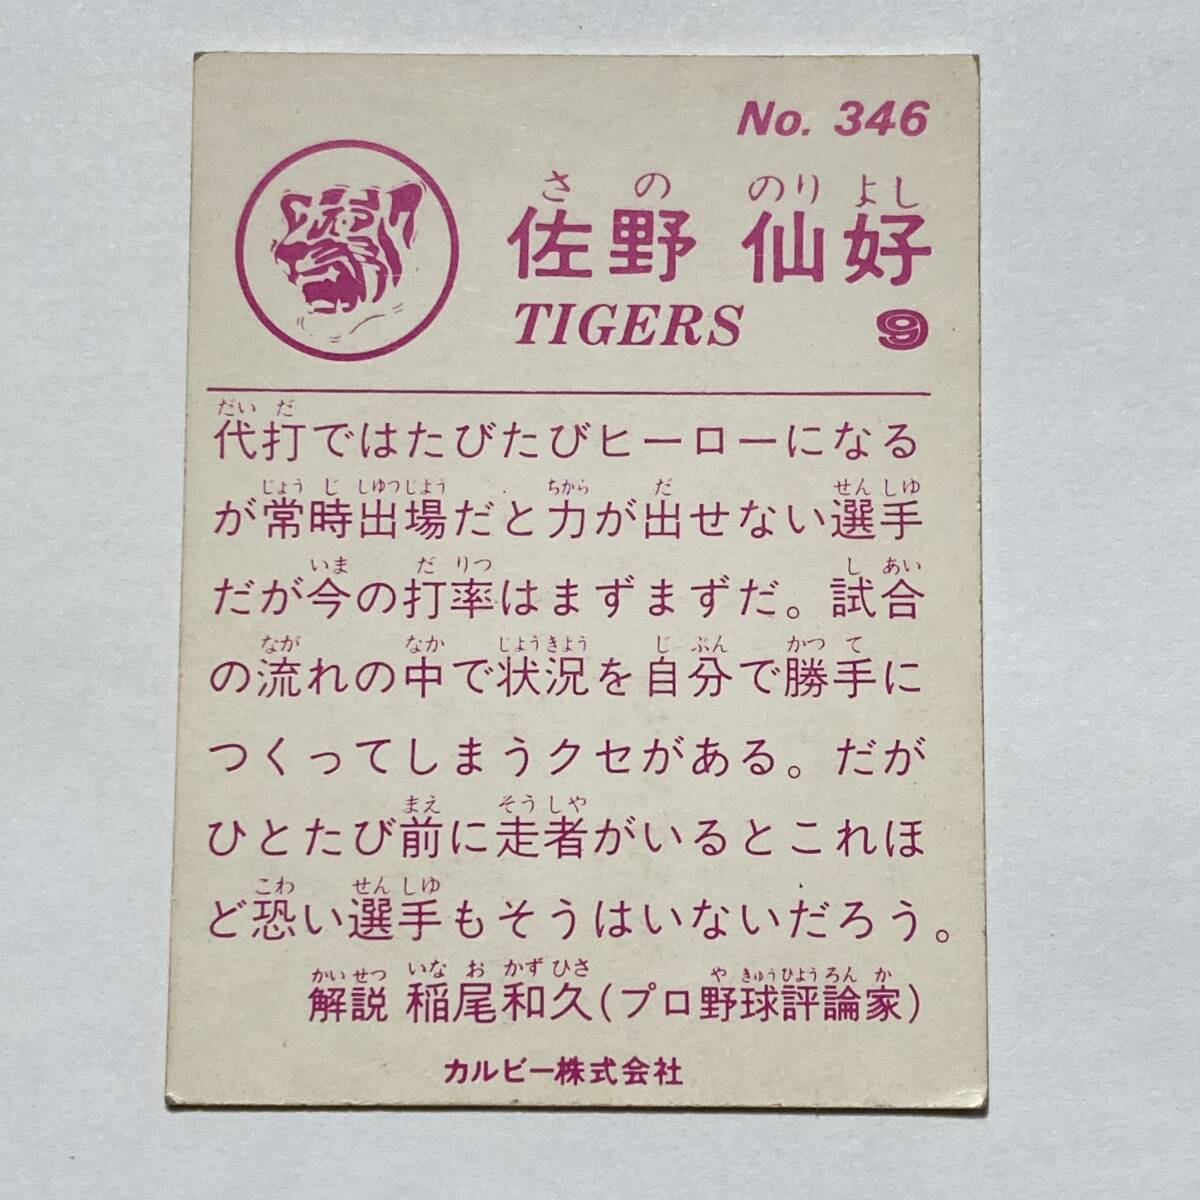 No. 346
さの のりよし
佐野 仙好
TIGERS 9
だいだ
代打ではたびたびヒーローになる
じょうじしゆつじょう ちから だ せんしゆ
が常時出場だと力が出せない選手
いま だりつ しあい
だが今の打率はまずまずだ。試合
なが なか じょうきょう じぶん かつて
の流れの中で状況を自分で勝手に
つくってしまうクセがある。だが
まえ そうしや
ひとたび前に走者がいるとこれほ
こわ せんしゆ
ど恐い選手もそうはいないだろう。
かいせつ いなおかずひさ やきゅうひょうろんか
解説 稲尾和久(プロ野球評論家)
カルビー株式会社